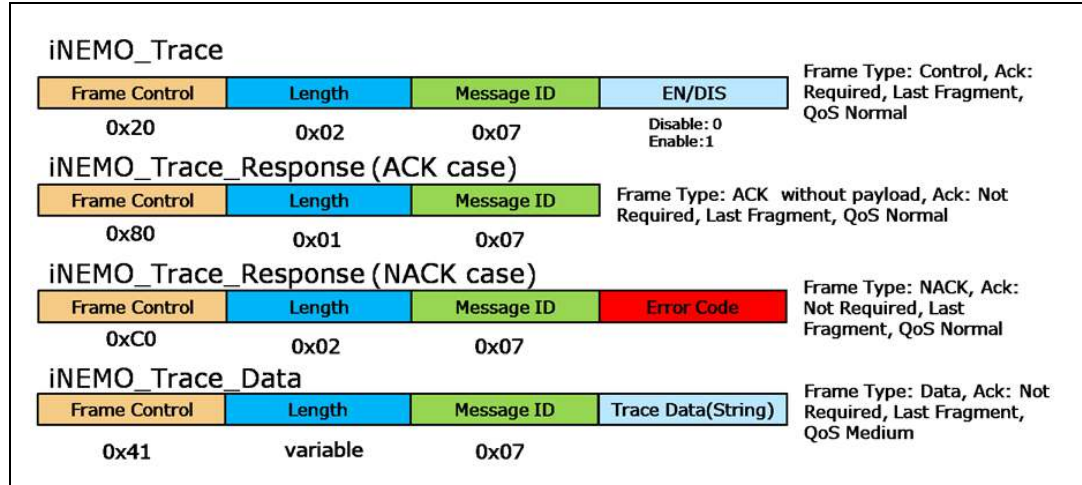 iNEMO_Trace
Frame Control Length Message ID EN/DIS
0x20 0x02 0x07 Disable: 0
Enable:1
Frame Type: Control, Ack:
Required, Last Fragment,
QoS Normal
iNEMO_Trace_Response (ACK case)
Frame Control Length Message ID
0x80 0x01 0x07
Frame Type: ACK without payload, Ack: Not
Required, Last Fragment, QoS Normal
iNEMO_Trace_Response (NACK case)
Frame Control Length Message ID Error Code
0xC0 0x02 0x07
Frame Type: NACK, Ack:
Not Required, Last
Fragment, QoS Normal
iNEMO_Trace_Data
Frame Control Length Message ID Trace Data(String)
0x41 variable 0x07
Frame Type: Data, Ack: Not
Required, Last Fragment,
QoS Medium